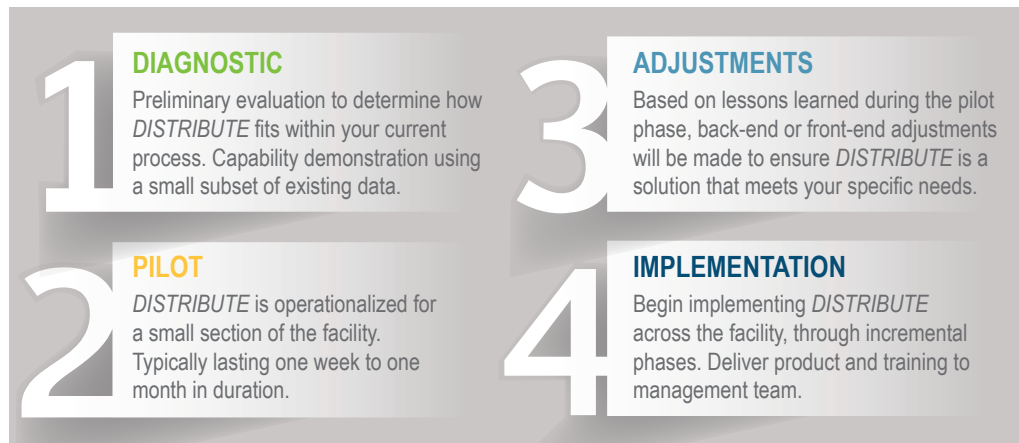 1
DIAGNOSTIC
Preliminary evaluation to determine how
DISTRIBUTE fits within your current
process. Capability demonstration using
a small subset of existing data.
2
PILOT
DISTRIBUTE is operationalized for
a small section of the facility.
Typically lasting one week to one
month in duration.
3
ADJUSTMENTS
Based on lessons learned during the pilot
phase, back-end or front-end adjustments
will be made to ensure DISTRIBUTE is a
solution that meets your specific needs.
4
IMPLEMENTATION
Begin implementing DISTRIBUTE
across the facility, through incremental
phases. Deliver product and training to
management team.